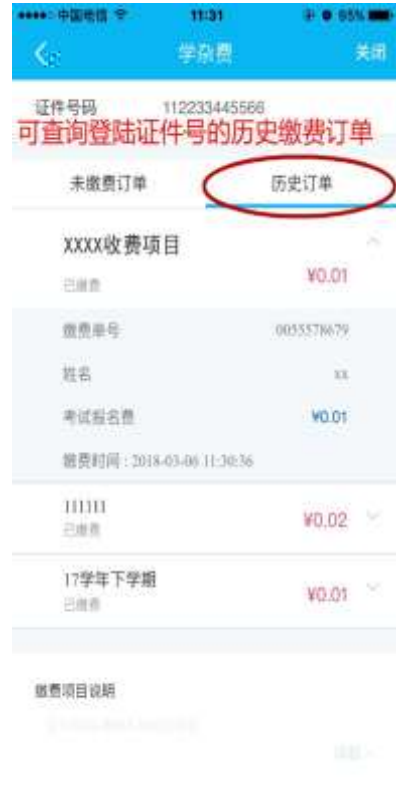 中国电信 11:31 95%
学杂费 关闭
证件号码 112233445566
可查询登陆证件号的历史缴费订单
未缴费订单 历史订单
XXXX收费项目
已缴费 ¥0.01
缴费单号 0055578679
姓名 xx
考试报名费 ¥0.01
缴费时间 : 2018-03-06 11:30:36
111111
已缴费 ¥0.02
17学年下学期
已缴费 ¥0.01
缴费项目说明